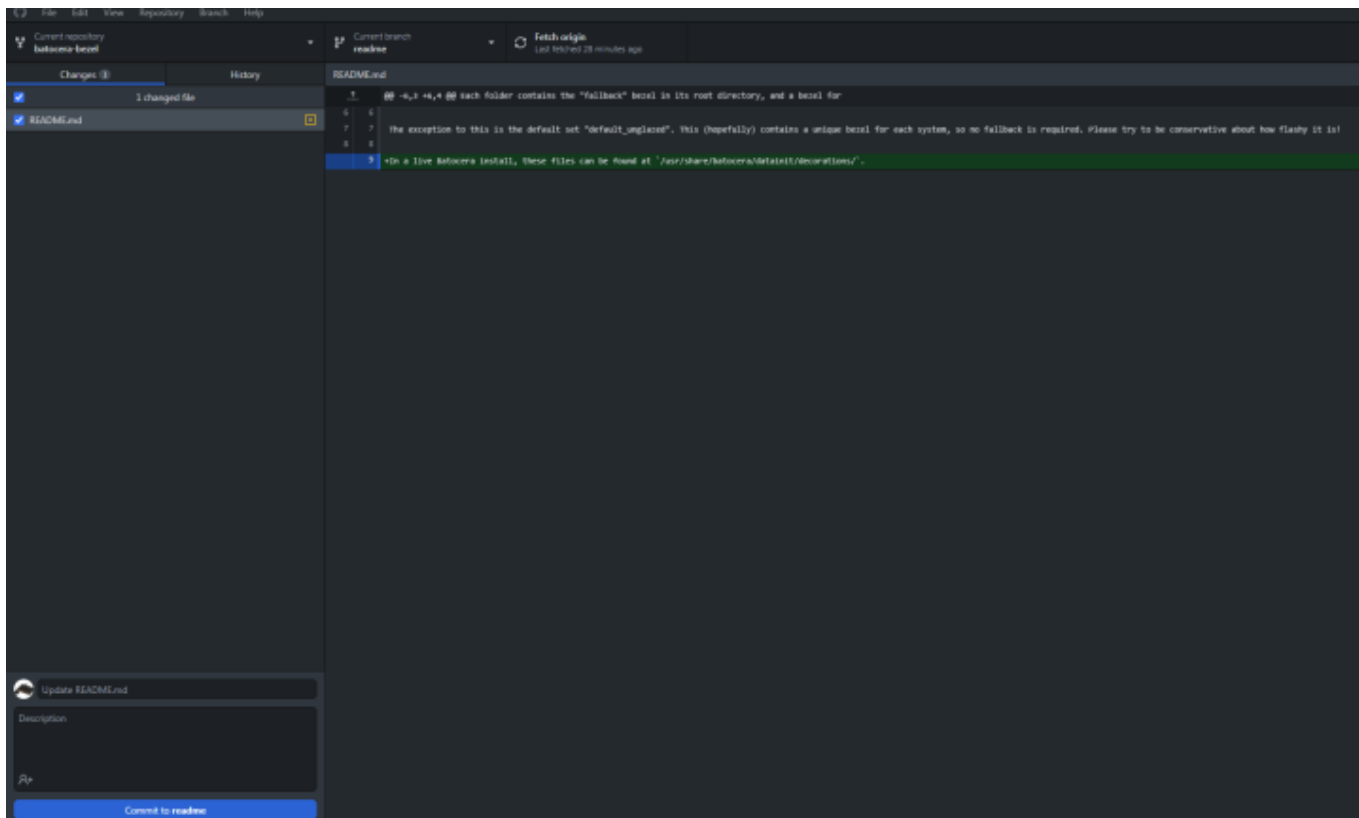 File Edit View Repository Branch Help
Current repository
batocera-bezel
Current branch
readme
Fetch origin
Last fetched 28 minutes ago
Changes 1
History
README.md
1 changed file
@@ -6,3 +6,4 @@ Each folder contains the "fallback" bezel in its root directory, and a bezel for
README.md
6 6
7 7 The exception to this is the default set "default_unglazed". This (hopefully) contains a unique bezel for each system, so no fallback is required. Please try to be conservative about how flashy it is!
8 8
9 +In a live Batocera install, these files can be found at `/usr/share/batocera/datainit/decorations/`.
Update README.md
Description
Commit to readme